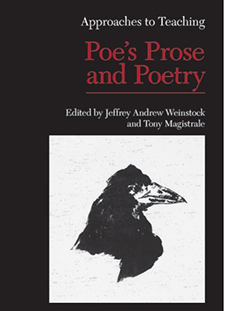 Approaches to Teaching
Poe's Prose
and Poetry
Edited by Jeffrey Andrew Weinstock
and Tony Magistrale